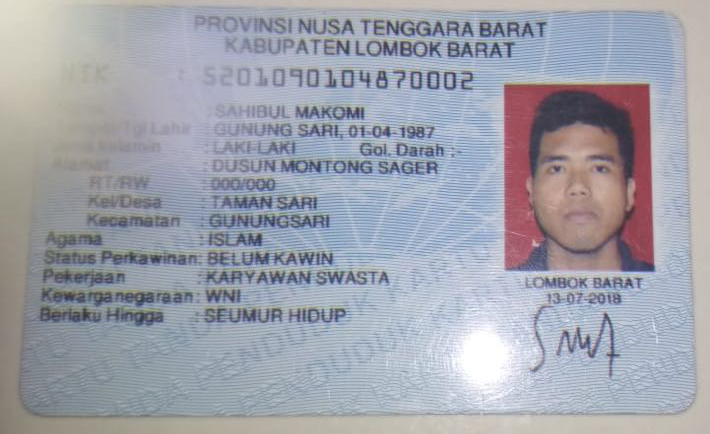 PROVINSI NUSA TENGGARA BARAT
KABUPATEN LOMBOK BARAT
NIK : 5201090104870002
: SAHIBUL MAKOMI
/Tgl Lahir : GUNUNG SARI, 01-04-1987
Jenis Kelamin : LAKI-LAKI Gol. Darah :-
Alamat : DUSUN MONTONG SAGER
RT/RW : 000/000
Kel/Desa : TAMAN SARI
Kecamatan : GUNUNGSARI
Agama : ISLAM
Status Perkawinan: BELUM KAWIN
Pekerjaan : KARYAWAN SWASTA
Kewarganegaraan: WNI
Berlaku Hingga : SEUMUR HIDUP
LOMBOK BARAT
13-07-2018